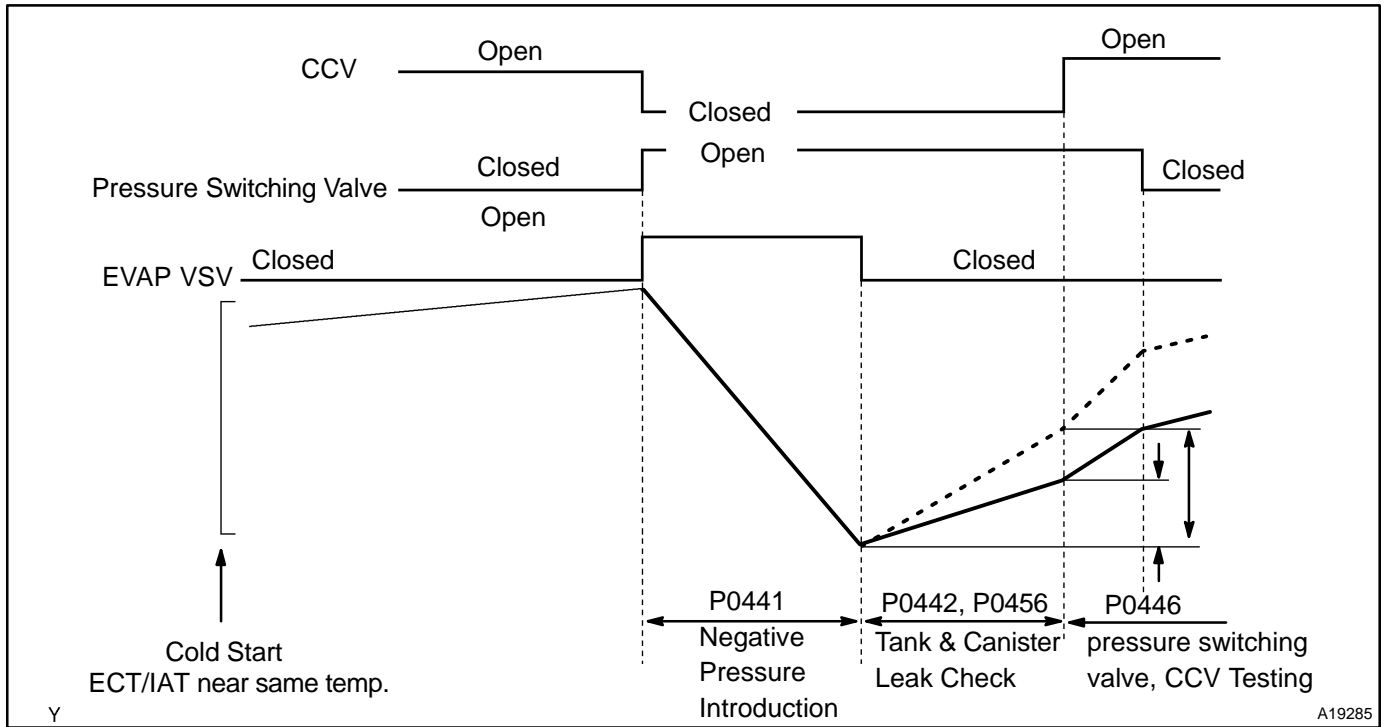 Open
Open
CCV
Closed
Open
Closed
Closed
Pressure Switching Valve
Open
Closed
Closed
EVAP VSV
P0441
P0442, P0456
P0446
Negative
Pressure
Introduction
Tank & Canister
Leak Check
pressure switching
valve, CCV Testing
Cold Start
ECT/IAT near same temp.
Y
A19285